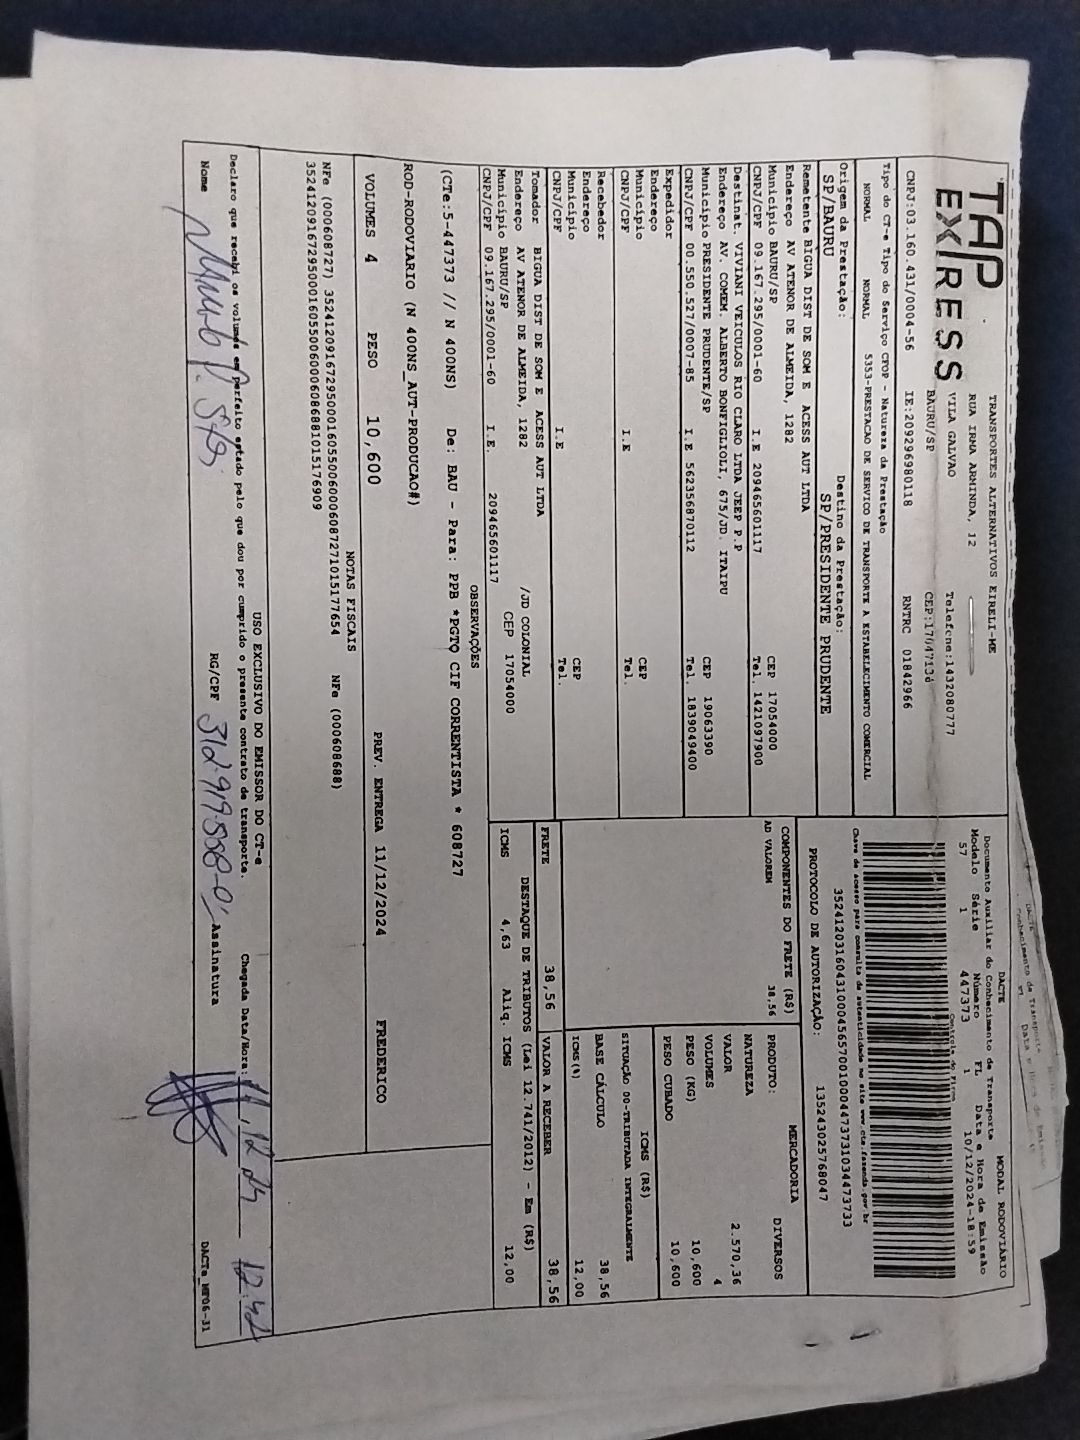 TAP EXPRESS
TRANSPORTES ALTERNATIVOS EIRELI-ME
RUA IRMA ARMINDA, 12
VILA GALVAO Telefone:1432080777
BAURU/SP CEP:17047134
CNPJ:03.160.431/0004-56 IE:209296980118 RNTRC 01842966
DACTE MODAL RODOVIÁRIO
Documento Auxiliar do Conhecimento de Transporte
Modelo Série Número FL Data e Hora de Emissão
57 1 447373 1 10/12/2024-18:59
Controle do Fisco
Chave de acesso para consulta de autenticidade no site www.cte.fazenda.gov.br
PROTOCOLO DE AUTORIZAÇÃO: 135243025768047
Tipo do CT-e Tipo do Serviço CFOP - Natureza da Prestação
NORMAL NORMAL 5353-PRESTACAO DE SERVICO DE TRANSPORTE A ESTABELECIMENTO COMERCIAL
Origem da Prestação: Destino da Prestação:
SP/BAURU SP/PRESIDENTE PRUDENTE
Remetente BIGUA DIST DE SOM E ACESS AUT LTDA
Endereço AV ATENOR DE ALMEIDA, 1282
Município BAURU/SP CEP 17054000
CNPJ/CPF 09.167.295/0001-60 I.E 209465601117 Tel. 1421097900
Destinat. VIVIANI VEICULOS RIO CLARO LTDA JEEP P.P
Endereço AV. COMEM. ALBERTO BONFIGLIOLI, 675/JD. ITAIPU
Município PRESIDENTE PRUDENTE/SP CEP 19063390
CNPJ/CPF 00.550.527/0007-85 I.E 562356870112 Tel. 1839049400
Expedidor
Endereço
Município CEP
CNPJ/CPF I.E Tel.
Recebedor
Endereço
Município CEP
CNPJ/CPF I.E Tel.
Tomador BIGUA DIST DE SOM E ACESS AUT LTDA
Endereço AV ATENOR DE ALMEIDA, 1282 /JD COLONIAL
Município BAURU/SP CEP 17054000
CNPJ/CPF 09.167.295/0001-60 I.E. 209465601117
COMPONENTES DO FRETE (R$)
AD VALOREM 38,56
PRODUTO: MERCADORIA
NATUREZA DIVERSOS
VALOR 2.570,36
VOLUMES 4
PESO (KG) 10,600
PESO CUBADO 10,600
ICMS (R$)
SITUAÇÃO 00-TRIBUTADA INTEGRALMENTE
BASE CÁLCULO 38,56
ICMS (%) 12,00
FRETE 38,56 VALOR A RECEBER 38,56
DESTAQUE DE TRIBUTOS (Lei 12.741/2012) - Em (R$)
ICMS 4,63 Aliq. ICMS 12,00
OBSERVAÇÕES
(CTe:5-447373 // N 400NS) De: BAU - Para: PPB *PGTO CIF CORRENTISTA * 608727
ROD-RODOVIARIO (N 400NS_AUT-PRODUCAO#)
VOLUMES 4 PESO 10,600 PREV. ENTREGA 11/12/2024 FREDERICO
NOTAS FISCAIS
NFe (000608727) 35241209167295000160550060006087271015177654 NFe (000608688)
35241209167295000160550060006086881015176909
USO EXCLUSIVO DO EMISSOR DO CT-e
Declaro que recebi os volumes em perfeito estado pelo que dou por cumprido o presente contrato de transporte. Chegada Data/Hora: 12 24 12:42
Nome RG/CPF 312.919.558-01 Assinatura
DACTe_MF06-31